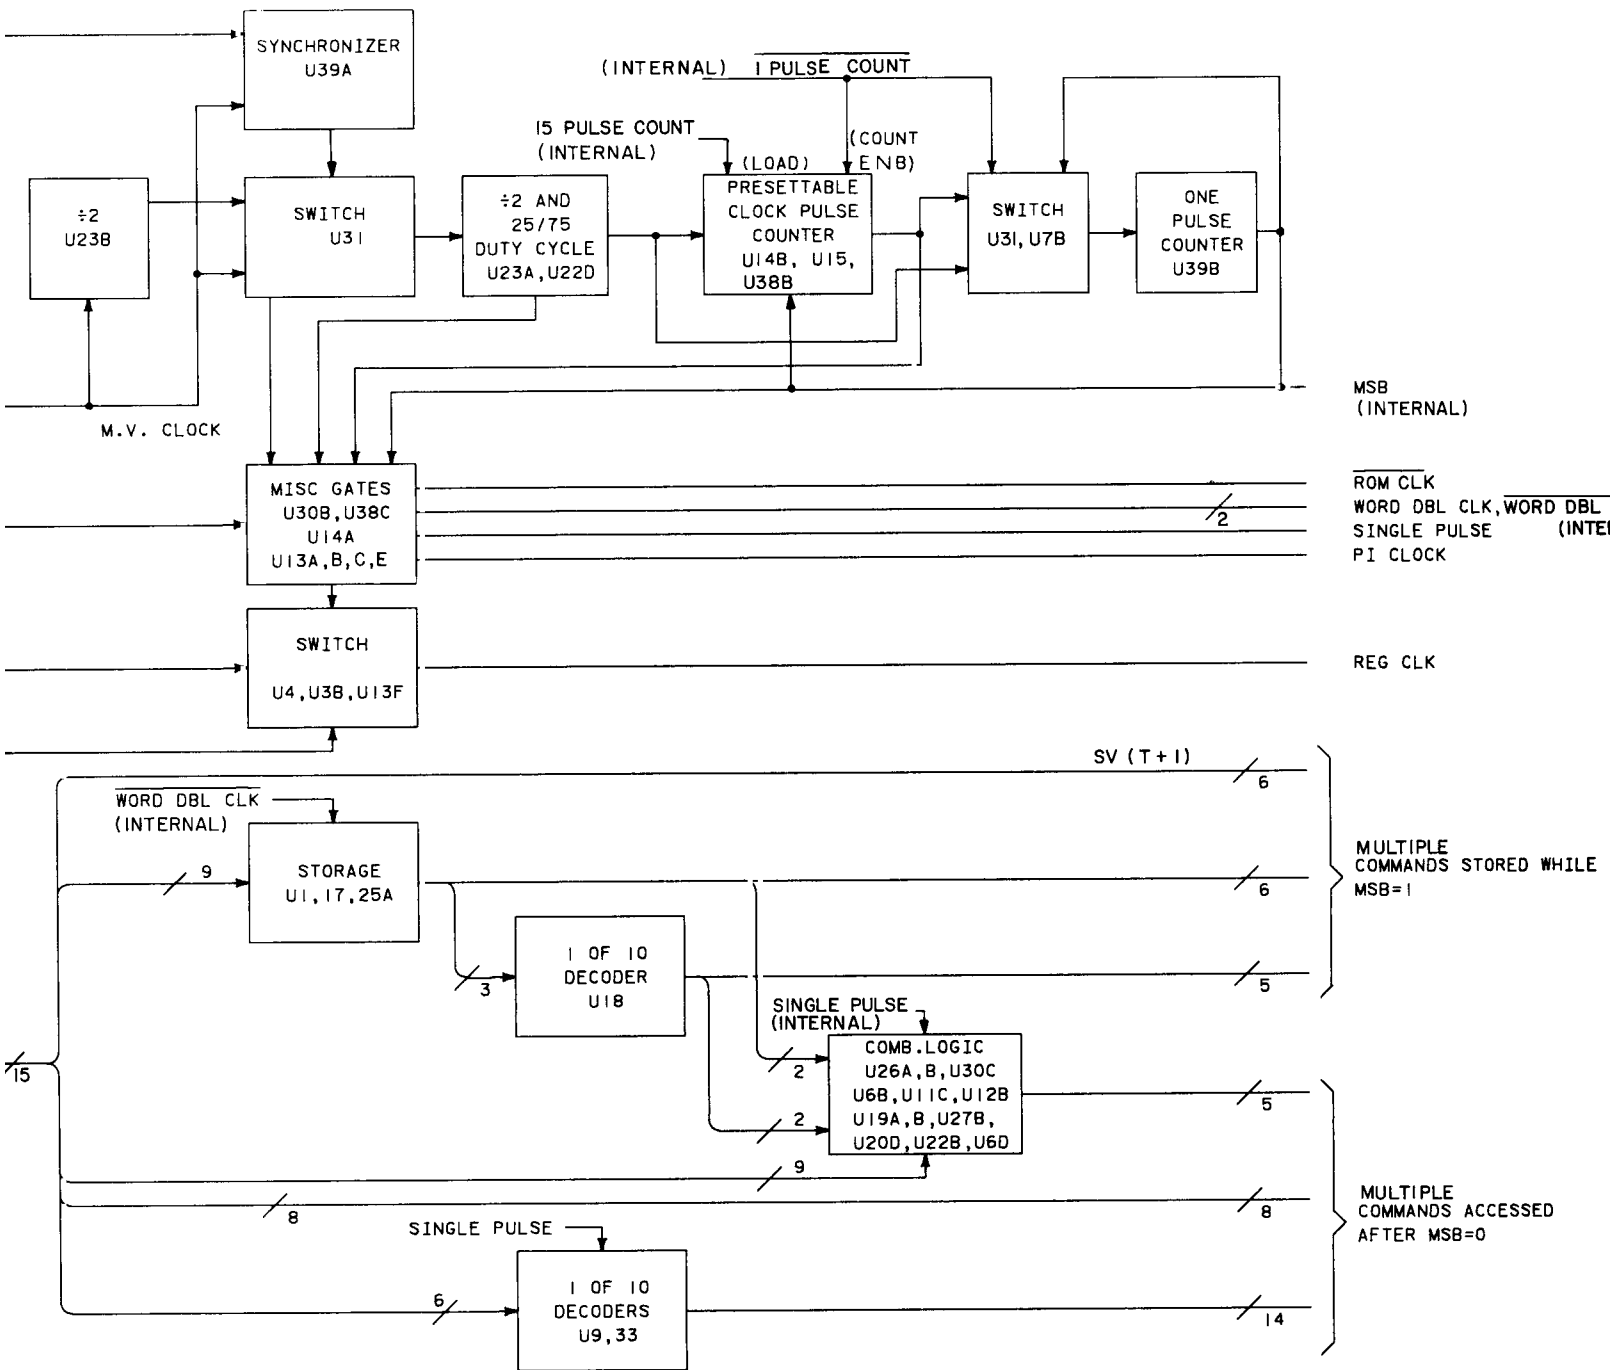 SYNCHRONIZER
U39A
(INTERNAL) 1 PULSE COUNT
15 PULSE COUNT
(INTERNAL)
(LOAD)
(COUNT
ENB)
÷2
U23B
SWITCH
U31
÷2 AND
25/75
DUTY CYCLE
U23A,U22D
PRESETTABLE
CLOCK PULSE
COUNTER
U14B, U15,
U38B
SWITCH
U31, U7B
ONE
PULSE
COUNTER
U39B
M.V. CLOCK
MSB
(INTERNAL)
MISC GATES
U30B,U38C
U14A
U13A,B,C,E
ROM CLK
2
WORD DBL CLK,WORD DBL
SINGLE PULSE (INTE
PI CLOCK
SWITCH
U4,U3B,U13F
REG CLK
SV (T+1)
6
WORD DBL CLK
(INTERNAL)
9
STORAGE
U1,17,25A
6
MULTIPLE
COMMANDS STORED WHILE
MSB=1
3
1 OF 10
DECODER
U18
5
SINGLE PULSE
(INTERNAL)
15
2
2
COMB.LOGIC
U26A,B,U30C
U6B,U11C,U12B
U19A,B,U27B,
U20D,U22B,U6D
5
9
8
8
MULTIPLE
COMMANDS ACCESSED
AFTER MSB=0
SINGLE PULSE
6
1 OF 10
DECODERS
U9,33
14